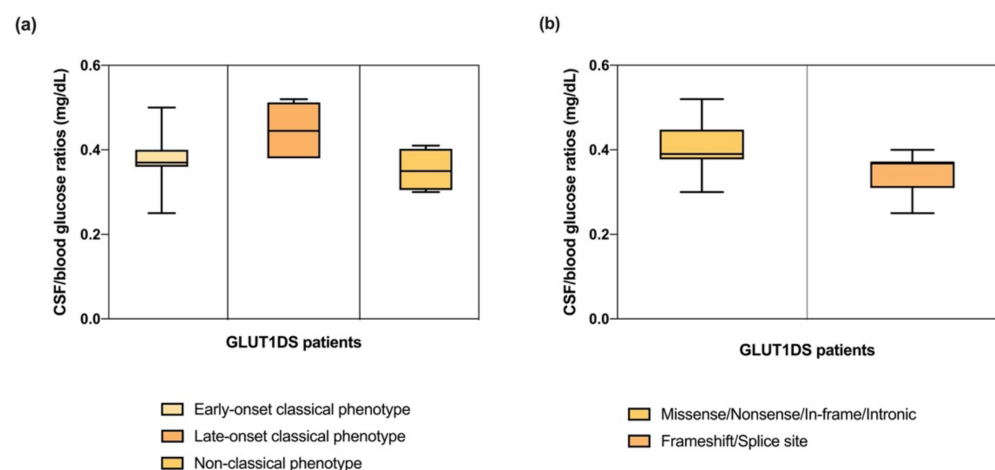 (a)
CSF/blood glucose ratios (mg/dL)
0.6
0.4
0.2
0.0
GLUT1DS patients
Early-onset classical phenotype
Late-onset classical phenotype
Non-classical phenotype
(b)
CSF/blood glucose ratios (mg/dL)
0.6
0.4
0.2
0.0
GLUT1DS patients
Missense/Nonsense/In-frame/Intronic
Frameshift/Splice site